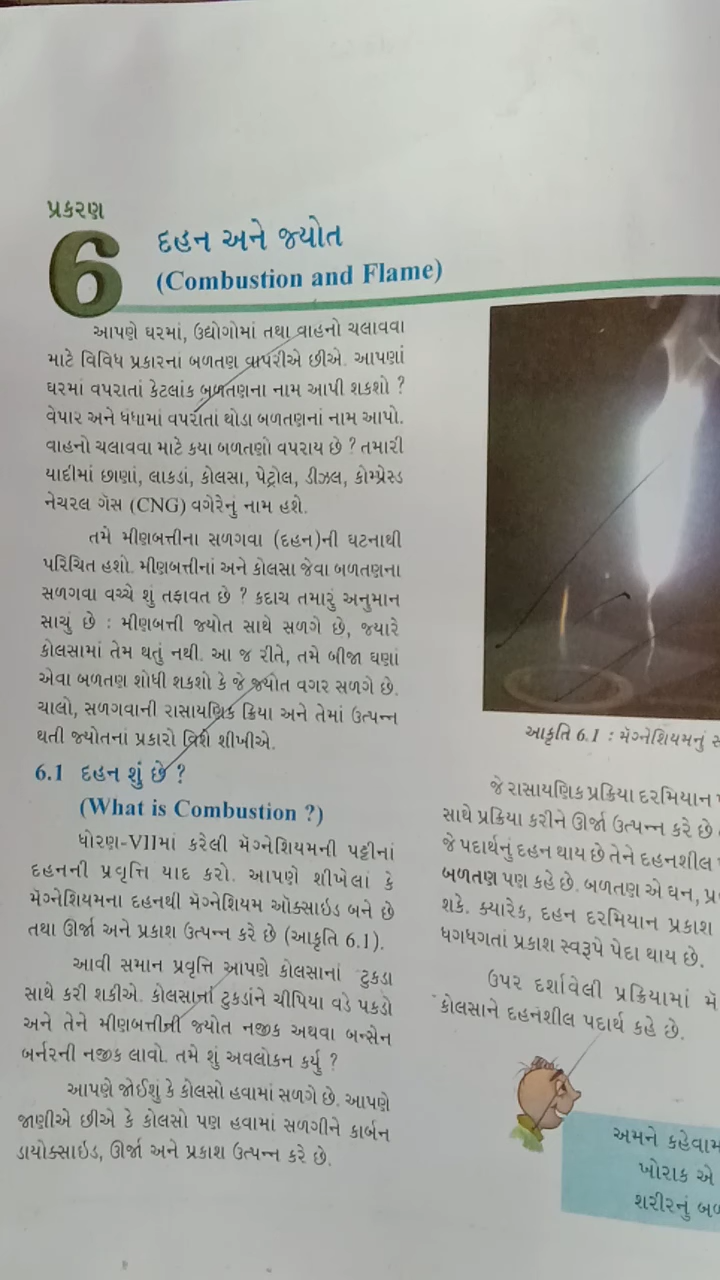 પ્રકરણ
6
દહન અને જ્યોત
(Combustion and Flame)
આપણે ઘરમાં, ઉદ્યોગોમાં તથા વાહનો ચલાવવા
માટે વિવિધ પ્રકારનાં બળતણ વાપરીએ છીએ. આપણાં
ઘરમાં વપરાતાં કેટલાંક બળતણના નામ આપી શકશો ?
વેપાર અને ધંધામાં વપરાતાં થોડા બળતણનાં નામ આપો.
વાહનો ચલાવવા માટે કયા બળતણો વપરાય છે ? તમારી
યાદીમાં છાણાં, લાકડાં, કોલસા, પેટ્રોલ, ડીઝલ, કોમ્પ્રેસ્ડ
નેચરલ ગૅસ (CNG) વગેરેનું નામ હશે.
તમે મીણબત્તીના સળગવા (દહન)ની ઘટનાથી
પરિચિત હશો. મીણબત્તીનાં અને કોલસા જેવા બળતણના
સળગવા વચ્ચે શું તફાવત છે ? કદાચ તમારું અનુમાન
સાચું છે : મીણબત્તી જ્યોત સાથે સળગે છે, જ્યારે
કોલસામાં તેમ થતું નથી. આ જ રીતે, તમે બીજા ઘણાં
એવા બળતણ શોધી શકશો કે જે જ્યોત વગર સળગે છે.
ચાલો, સળગવાની રાસાયણિક ક્રિયા અને તેમાં ઉત્પન્ન
થતી જ્યોતનાં પ્રકારો વિશે શીખીએ.
6.1 દહન શું છે ?
(What is Combustion ?)
ધોરણ-VIIમાં કરેલી મૅગ્નેશિયમની પટ્ટીનાં
દહનની પ્રવૃત્તિ યાદ કરો. આપણે શીખેલાં કે
મૅગ્નેશિયમના દહનથી મૅગ્નેશિયમ ઑક્સાઇડ બને છે
તથા ઊર્જા અને પ્રકાશ ઉત્પન્ન કરે છે (આકૃતિ 6.1).
આવી સમાન પ્રવૃત્તિ આપણે કોલસાનાં ટુકડા
સાથે કરી શકીએ. કોલસાનાં ટુકડાંને ચીપિયા વડે પકડો
અને તેને મીણબત્તીની જ્યોત નજીક અથવા બન્સેન
બર્નરની નજીક લાવો. તમે શું અવલોકન કર્યું ?
આપણે જોઈશું કે કોલસો હવામાં સળગે છે. આપણે
જાણીએ છીએ કે કોલસો પણ હવામાં સળગીને કાર્બન
ડાયોક્સાઇડ, ઊર્જા અને પ્રકાશ ઉત્પન્ન કરે છે.
આકૃતિ 6.1 : મૅગ્નેશિયમનું
જે રાસાયણિક પ્રક્રિયા દરમિયાન
સાથે પ્રક્રિયા કરીને ઊર્જા ઉત્પન્ન કરે છે
જે પદાર્થનું દહન થાય છે તેને દહનશીલ
બળતણ પણ કહે છે. બળતણ એ ઘન,
શકે. ક્યારેક, દહન દરમિયાન પ્રકાશ
ધગધગતાં પ્રકાશ સ્વરૂપે પેદા થાય છે.
ઉપર દર્શાવેલી પ્રક્રિયામાં
કોલસાને દહનશીલ પદાર્થ કહે છે.
અમને
ખોરાક એ
શરીરનું